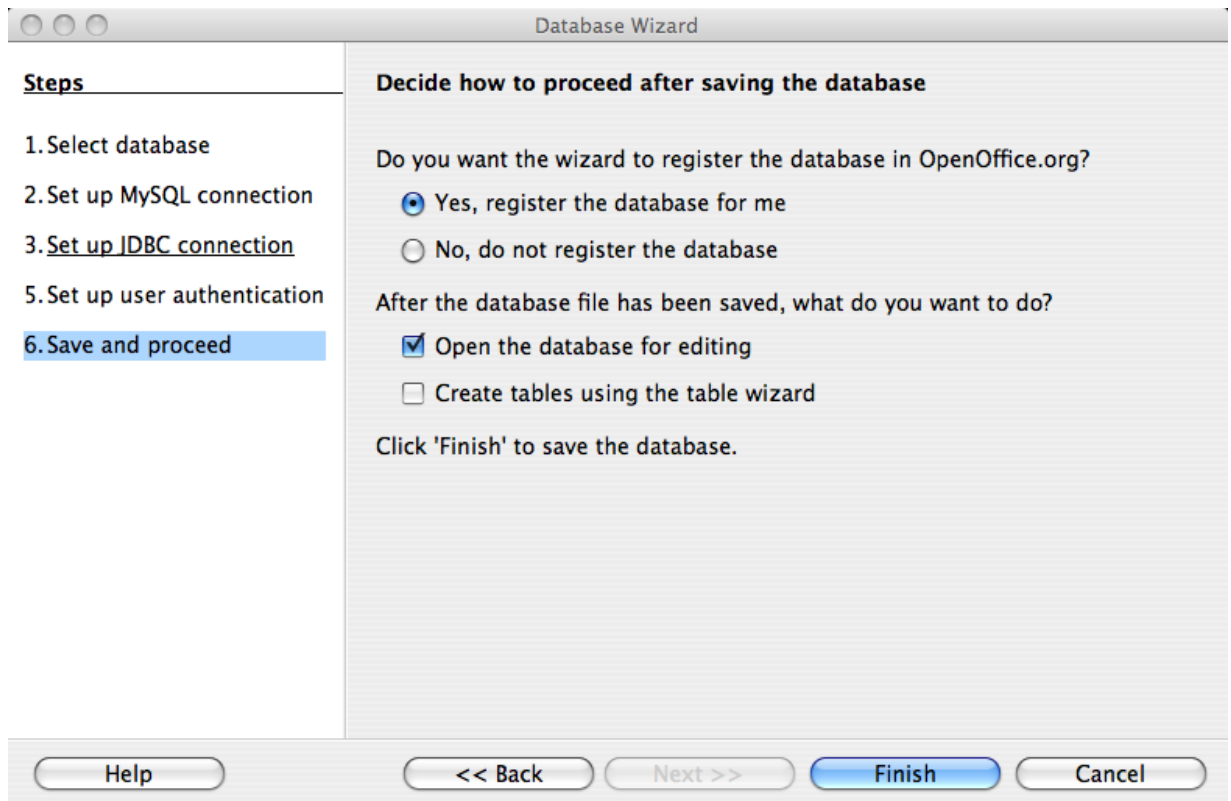 Database Wizard
Steps
1. Select database
2. Set up MySQL connection
3. Set up JDBC connection
5. Set up user authentication
6. Save and proceed
Decide how to proceed after saving the database
Do you want the wizard to register the database in OpenOffice.org?
Yes, register the database for me
No, do not register the database
After the database file has been saved, what do you want to do?
Open the database for editing
Create tables using the table wizard
Click 'Finish' to save the database.
Help
<< Back
Next >>
Finish
Cancel